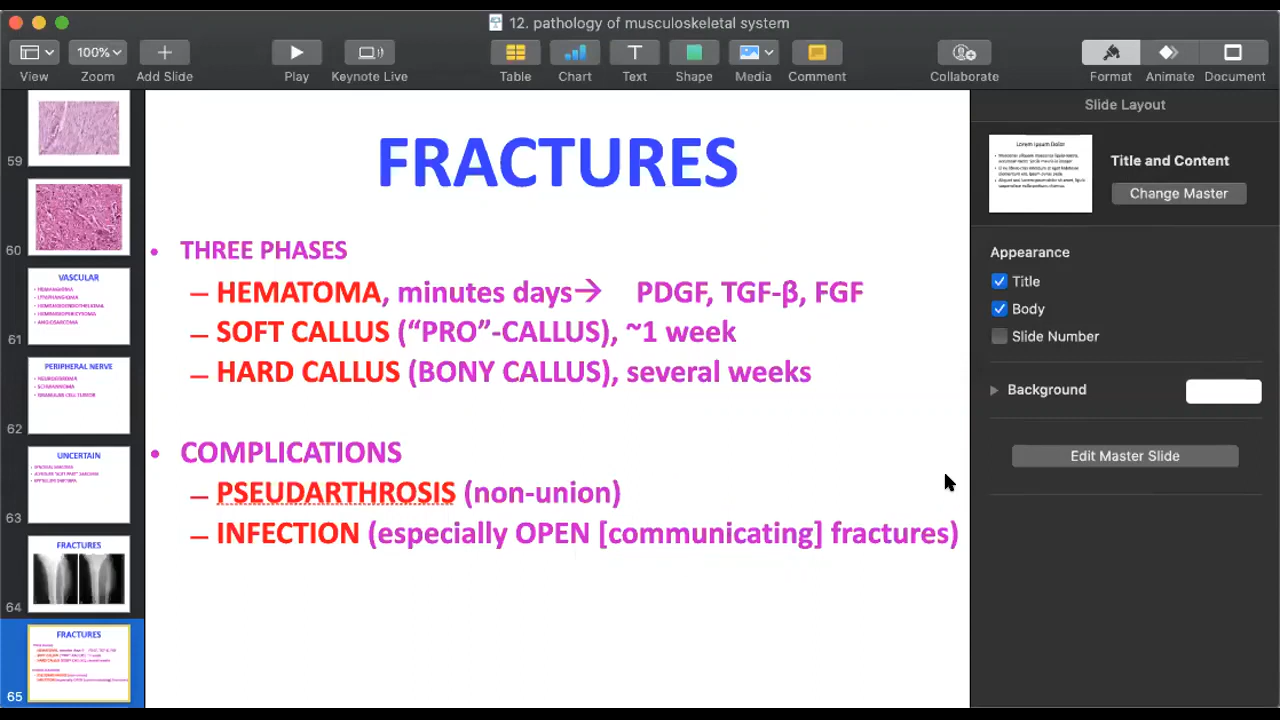 12. pathology of musculoskeletal system
100%
View
Zoom
Add Slide
Play
Keynote Live
Table
Chart
Text
Shape
Media
Comment
Collaborate
Format
Animate
Document
59
60
VASCULAR
61
PERIPHERAL NERVE
62
UNCERTAIN
63
FRACTURES
64
FRACTURES
65
FRACTURES
• THREE PHASES
– HEMATOMA, minutes days→ PDGF, TGF-β, FGF
– SOFT CALLUS (“PRO”-CALLUS), ~1 week
– HARD CALLUS (BONY CALLUS), several weeks
• COMPLICATIONS
– PSEUDARTHROSIS (non-union)
– INFECTION (especially OPEN [communicating] fractures)
Slide Layout
Lorem Ipsum Dolor
Title and Content
Change Master
Appearance
Title
Body
Slide Number
Background
Edit Master Slide